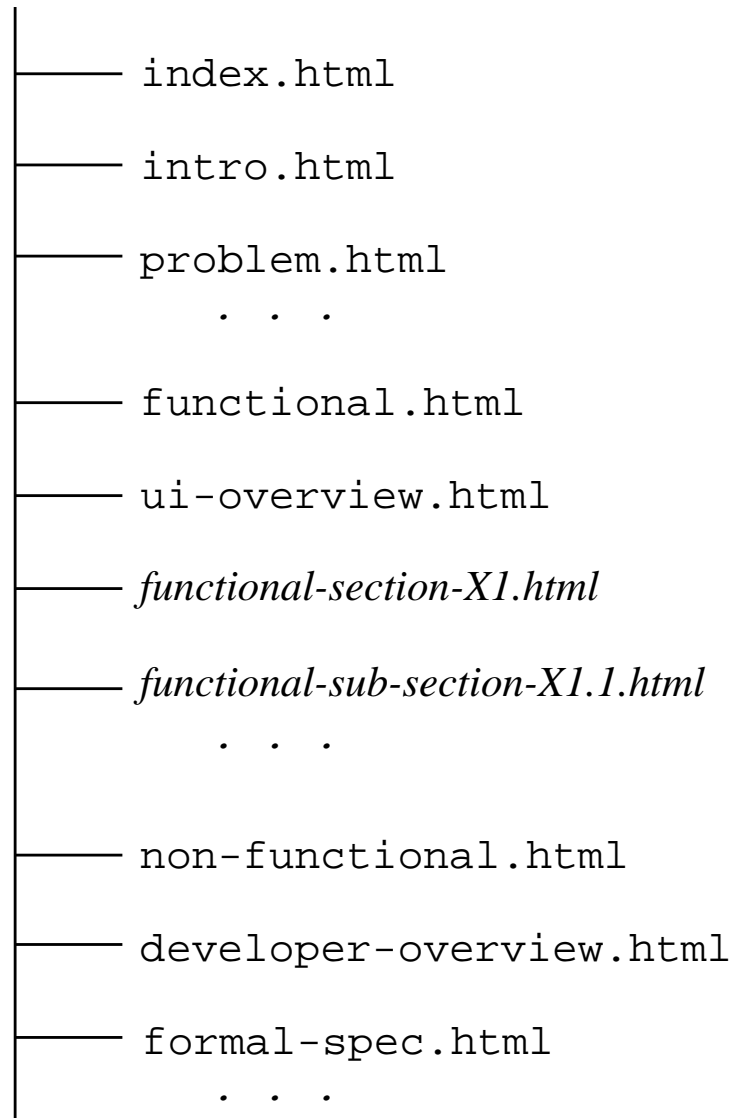 index.html
intro.html
problem.html
. . .
functional.html
ui-overview.html
functional-section-X1.html
functional-sub-section-X1.1.html
. . .
non-functional.html
developer-overview.html
formal-spec.html
. . .